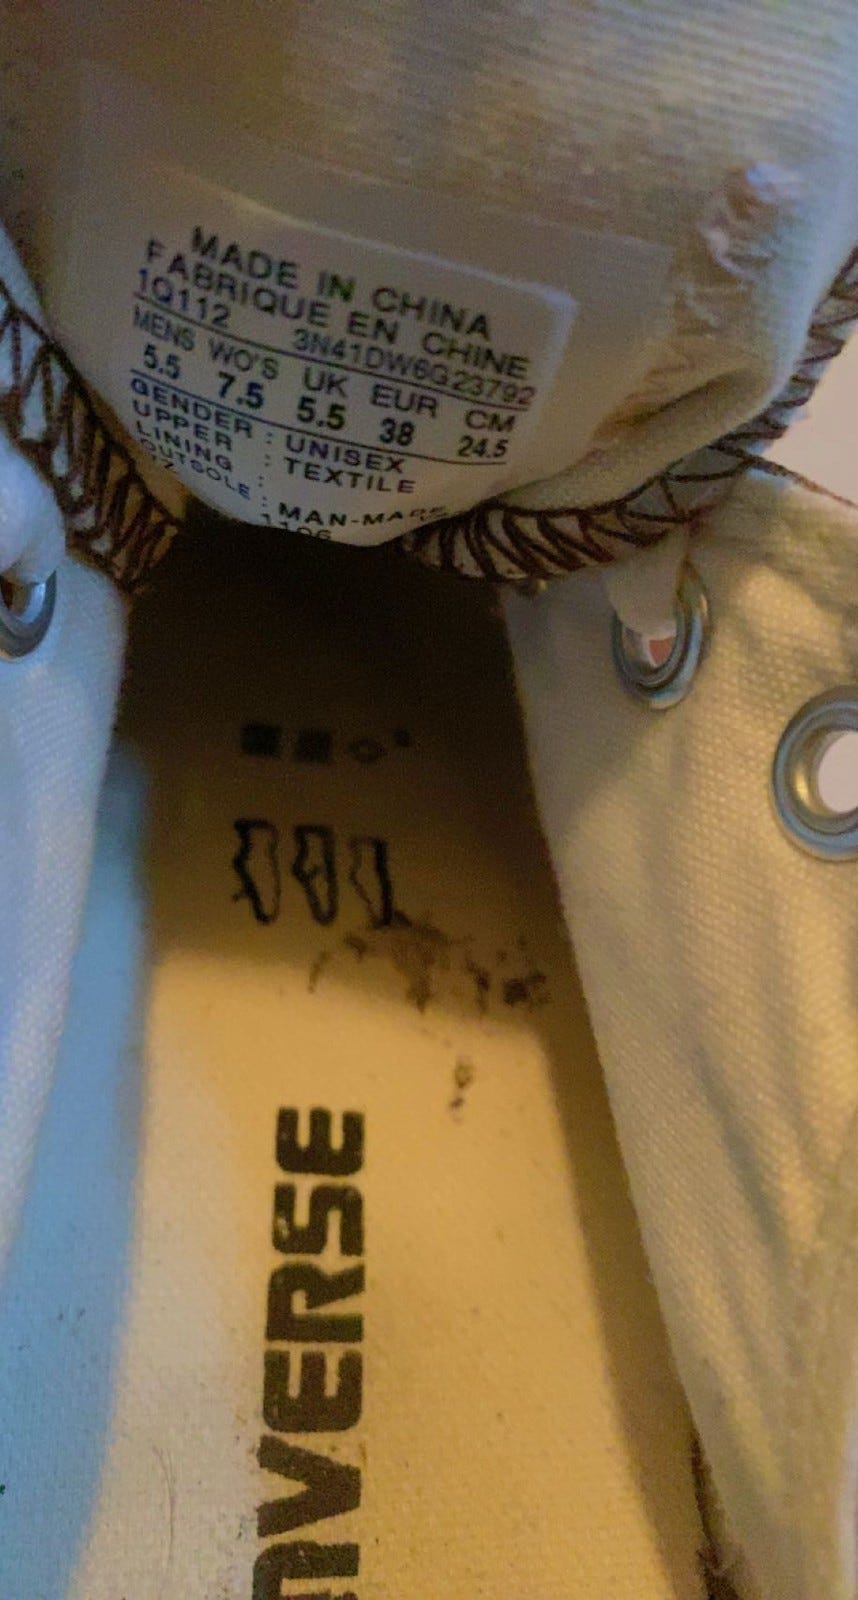 MADE IN CHINA
FABRIQUE EN CHINE
1Q112 3N41DW6G23792
MENS WO'S UK EUR CM
5.5 7.5 5.5 38 24.5
GENDER : UNISEX
UPPER : TEXTILE
LINING :
OUTSOLE : MAN-MADE
NVERSE